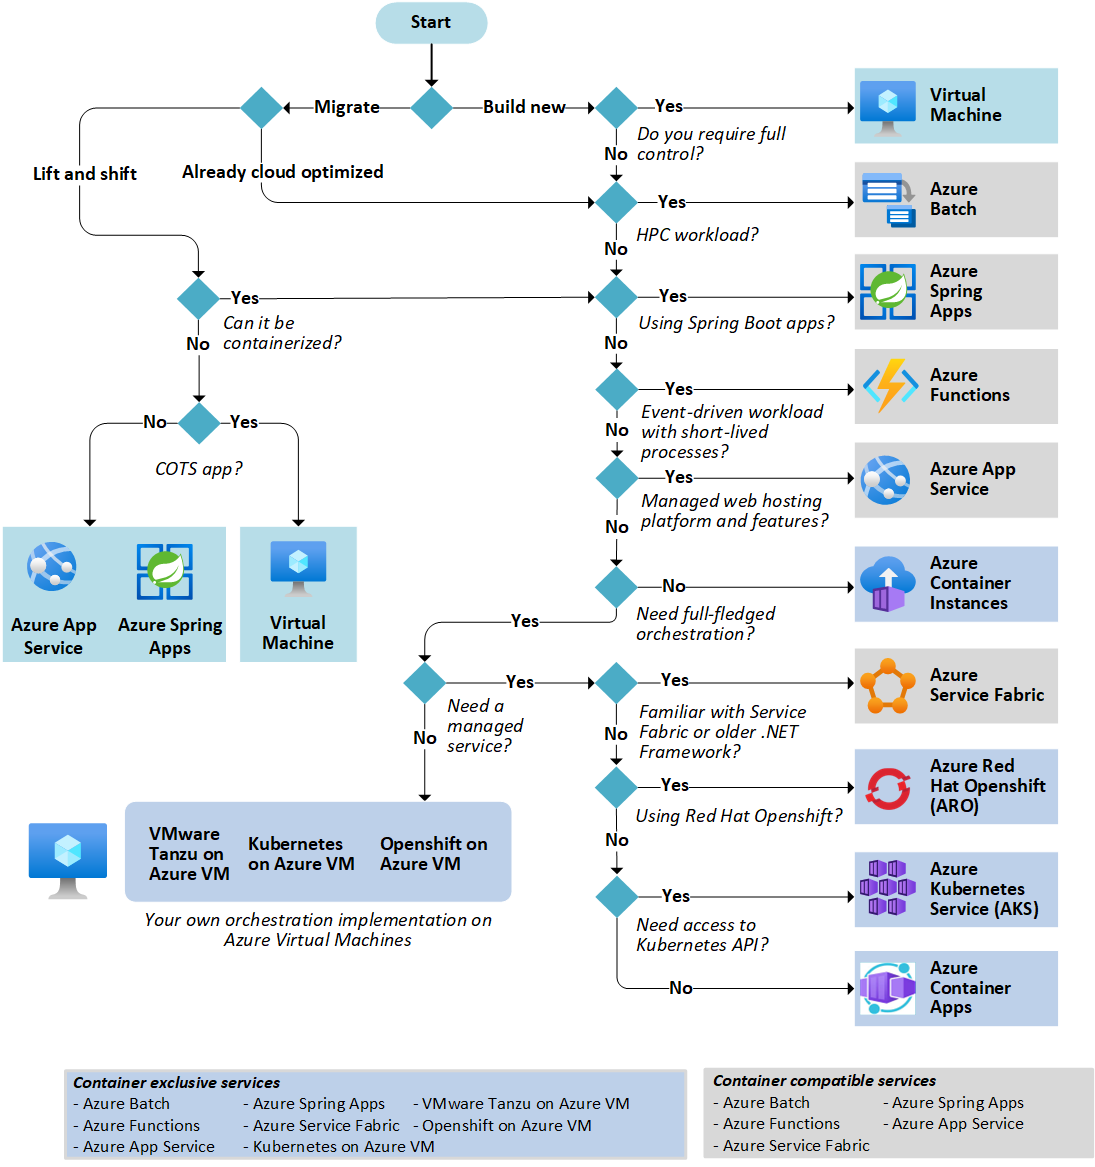 Start
Migrate
Build new
Yes
Do you require full
control?
No
Virtual
Machine
Lift and shift
Already cloud optimized
Yes
HPC workload?
No
Azure
Batch
Yes
Can it be
containerized?
No
Yes
Using Spring Boot apps?
No
Azure
Spring
Apps
Yes
Event-driven workload
with short-lived
processes?
No
Azure
Functions
No
Yes
COTS app?
Yes
Managed web hosting
platform and features?
No
Azure App
Service
Azure App
Service
Azure Spring
Apps
Virtual
Machine
No
Need full-fledged
orchestration?
Yes
Azure
Container
Instances
Yes
Need a
managed
service?
No
Yes
Familiar with Service
Fabric or older .NET
Framework?
No
Azure
Service Fabric
Yes
Using Red Hat Openshift?
No
Azure Red
Hat Openshift
(ARO)
VMware
Tanzu on
Azure VM
Kubernetes
on Azure VM
Openshift on
Azure VM
Your own orchestration implementation on
Azure Virtual Machines
Yes
Need access to
Kubernetes API?
No
Azure
Kubernetes
Service (AKS)
Azure
Container
Apps
Container exclusive services
- Azure Batch
- Azure Functions
- Azure App Service
- Azure Spring Apps
- Azure Service Fabric
- Kubernetes on Azure VM
- VMware Tanzu on Azure VM
- Openshift on Azure VM
Container compatible services
- Azure Batch
- Azure Functions
- Azure Service Fabric
- Azure Spring Apps
- Azure App Service